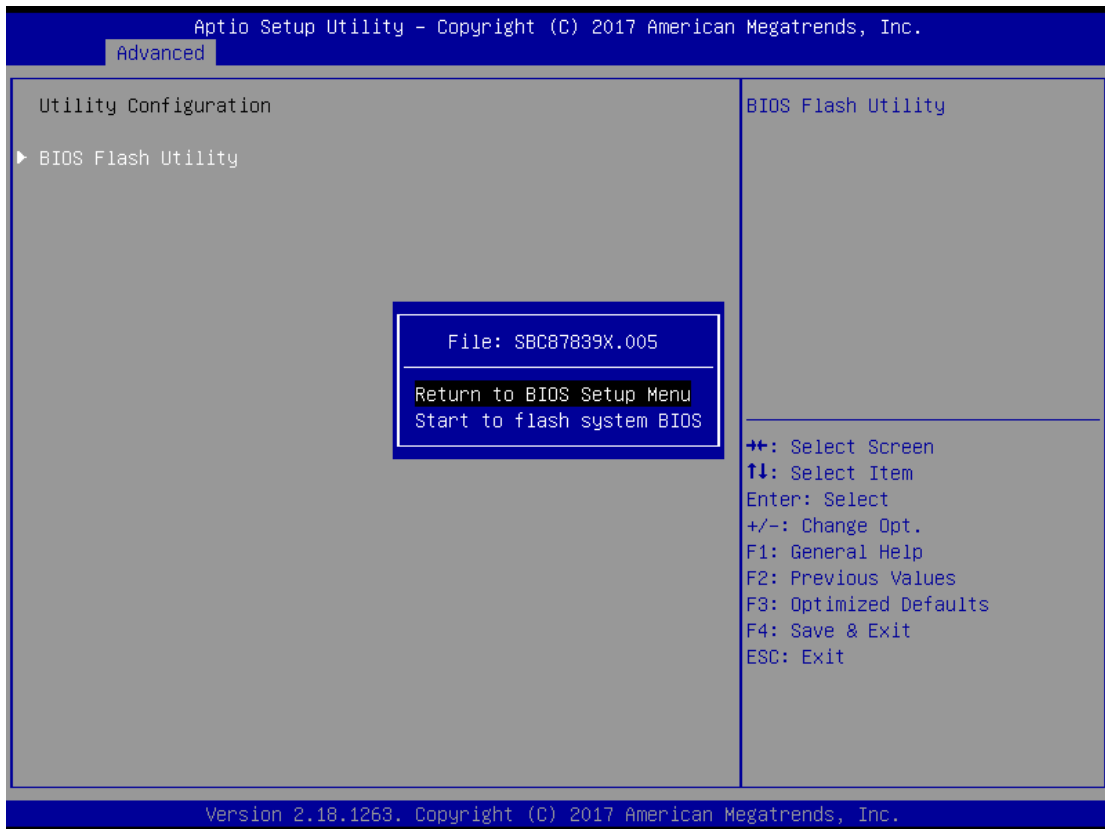 Aptio Setup Utility – Copyright (C) 2017 American Megatrends, Inc.
Advanced
Utility Configuration
▶ BIOS Flash Utility
BIOS Flash Utility
File: SBC87839X.005
Return to BIOS Setup Menu
Start to flash system BIOS
→←: Select Screen
↑↓: Select Item
Enter: Select
+/-: Change Opt.
F1: General Help
F2: Previous Values
F3: Optimized Defaults
F4: Save & Exit
ESC: Exit
Version 2.18.1263. Copyright (C) 2017 American Megatrends, Inc.